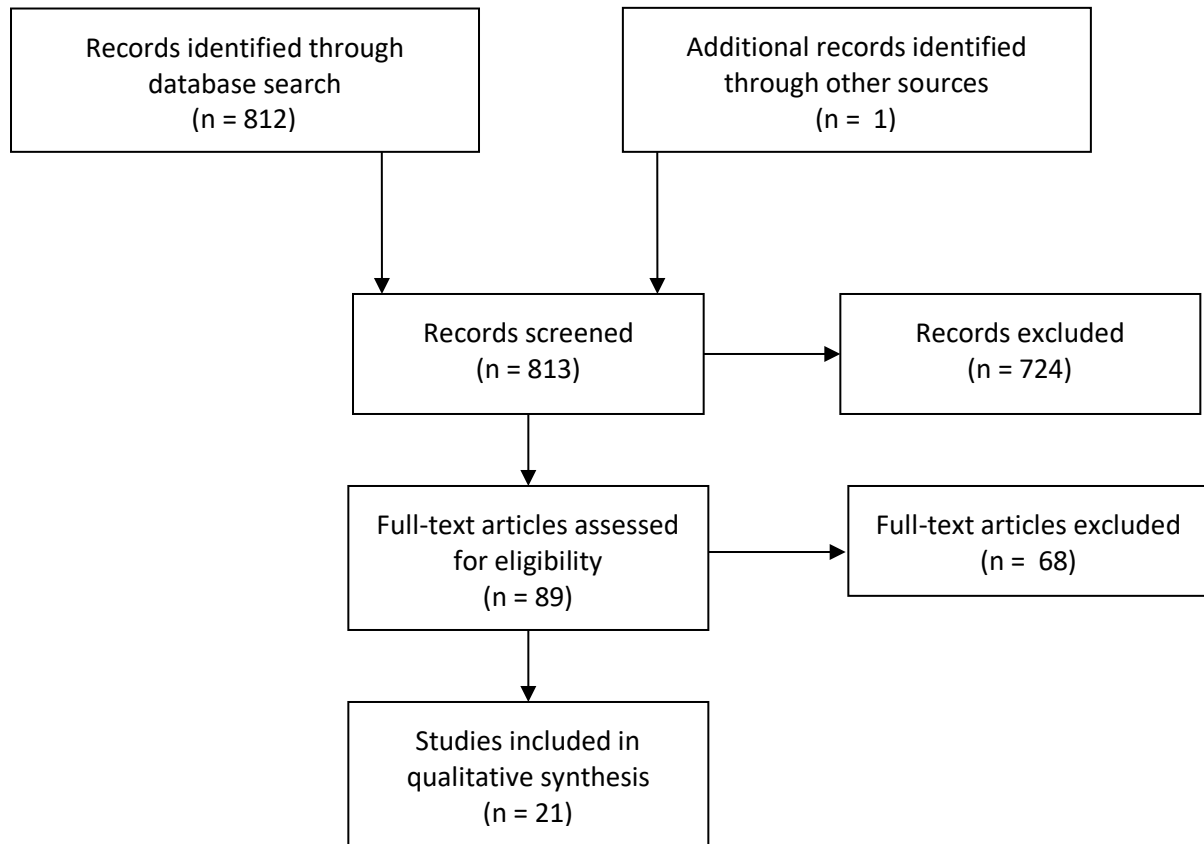 Records identified through
database search
(n = 812)
Additional records identified
through other sources
(n =  1)
Records screened
(n = 813)
Records excluded
(n = 724)
Full-text articles assessed
for eligibility
(n = 89)
Full-text articles excluded
(n =  68)
Studies included in
qualitative synthesis
(n = 21)